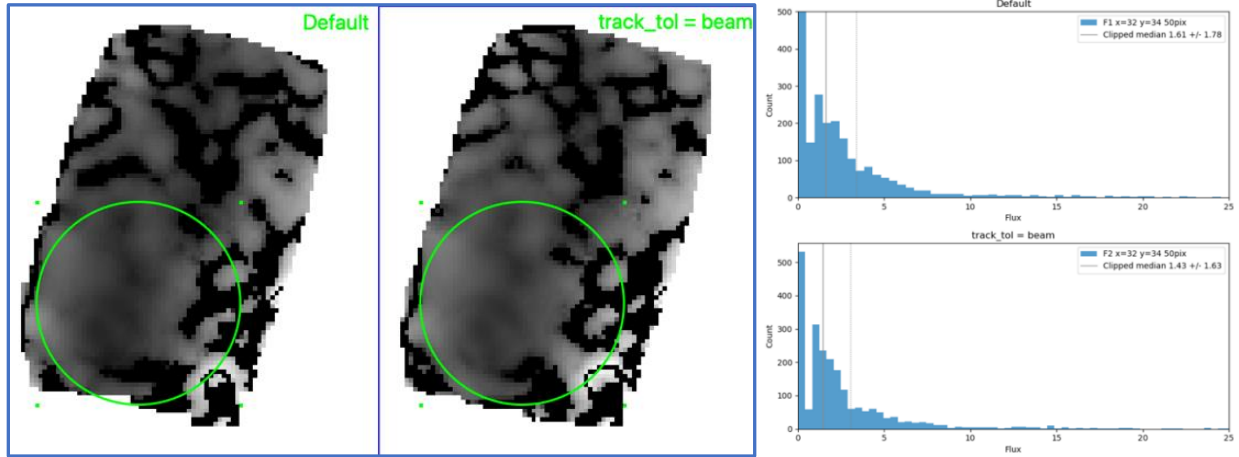 Default
track_tol = beam
Default
500
400
300
200
100
0
Count
F1 x=32 y=34 50pix
Clipped median 1.61 +/- 1.78
0
5
10
15
20
25
Flux
track_tol = beam
500
400
300
200
100
0
Count
F2 x=32 y=34 50pix
Clipped median 1.43 +/- 1.63
0
5
10
15
20
25
Flux